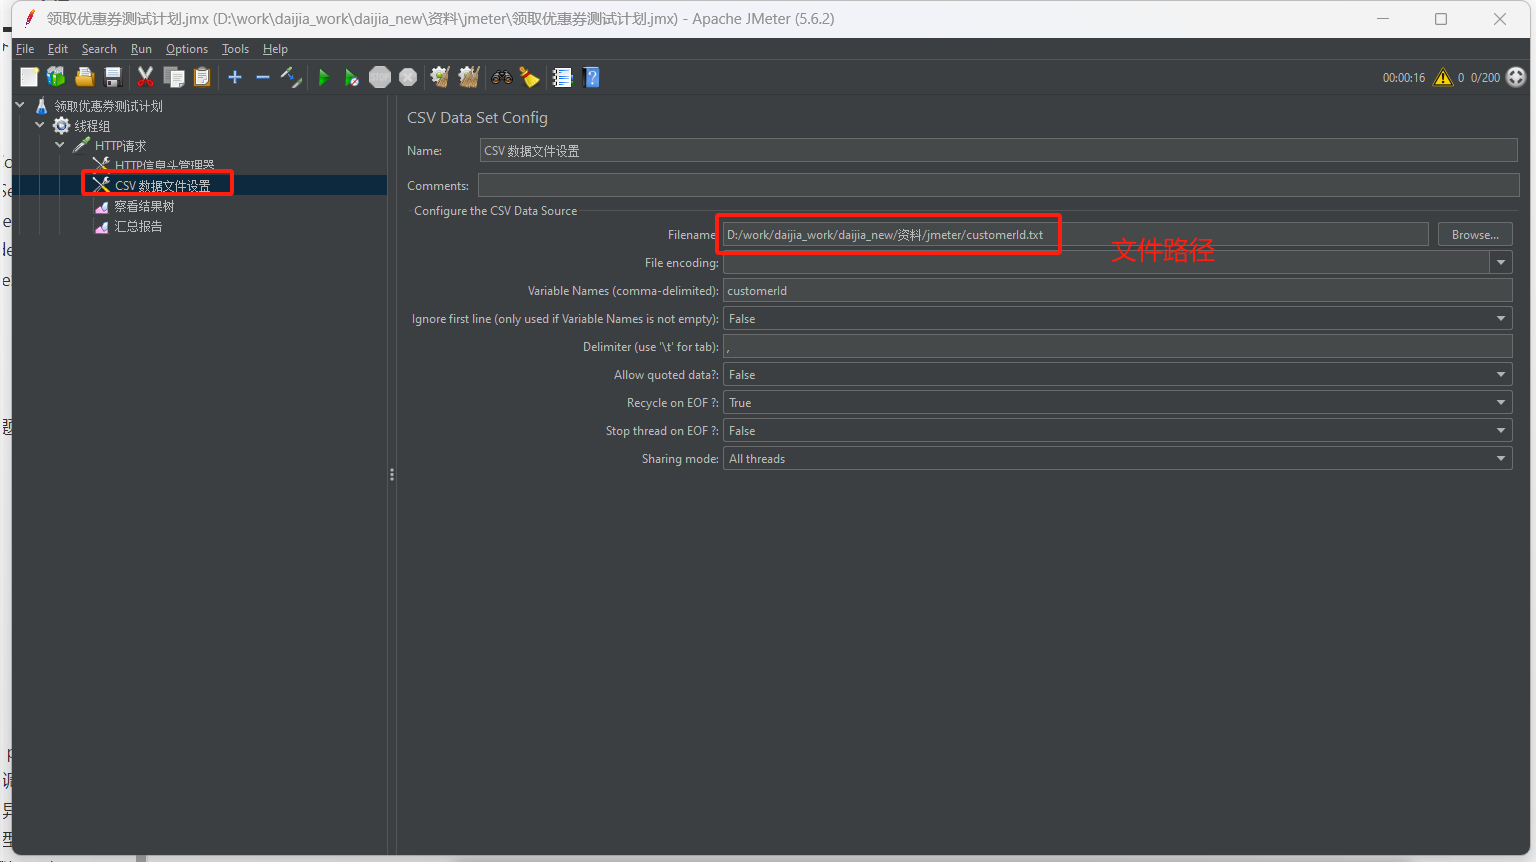 领取优惠券测试计划.jmx (D:\work\daijia_work\daijia_new\资料\jmeter\领取优惠券测试计划.jmx) - Apache JMeter (5.6.2)
File Edit Search Run Options Tools Help
00:00:16 0 0/200
领取优惠券测试计划
线程组
HTTP请求
HTTP信息头管理器
CSV 数据文件设置
察看结果树
汇总报告
CSV Data Set Config
Name: CSV 数据文件设置
Comments:
Configure the CSV Data Source
Filename D:/work/daijia_work/daijia_new/资料/jmeter/customerId.txt Browse...
文件路径
File encoding:
Variable Names (comma-delimited): customerId
Ignore first line (only used if Variable Names is not empty): False
Delimiter (use '\t' for tab): ,
Allow quoted data?: False
Recycle on EOF ?: True
Stop thread on EOF ?: False
Sharing mode: All threads